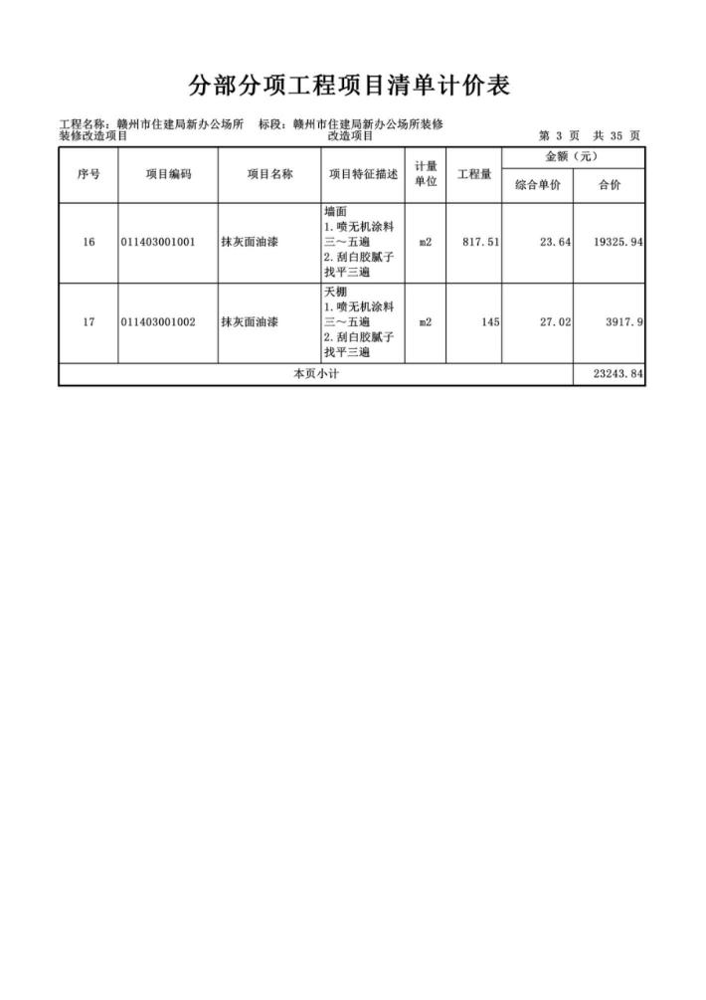 分部分项工程项目清单计价表
工程名称：赣州市住建局新办公场所 标段：赣州市住建局新办公场所装修
装修改造项目 改造项目 第 3 页 共 35 页
序号 项目编码 项目名称 项目特征描述 计量单位 工程量 金额（元）
综合单价 合价
16 011403001001 抹灰面油漆 墙面
1.喷无机涂料
三～五遍
2.刮白胶腻子
找平三遍
m2 817.51 23.64 19325.94
17 011403001002 抹灰面油漆 天棚
1.喷无机涂料
三～五遍
2.刮白胶腻子
找平三遍
m2 145 27.02 3917.9
本页小计 23243.84